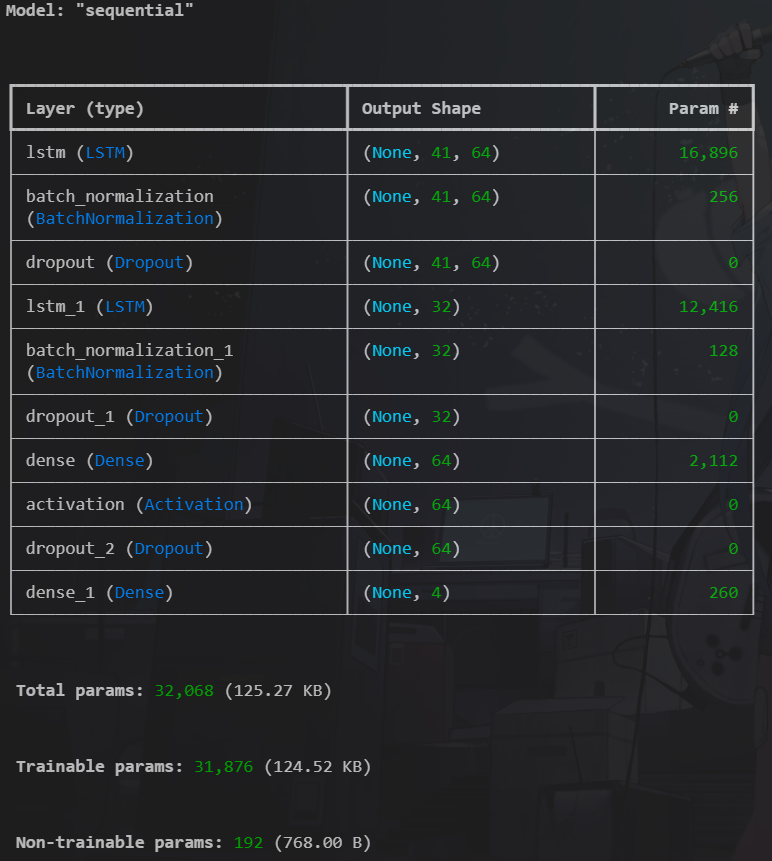 Model: "sequential"
Layer (type) Output Shape Param #
lstm (LSTM) (None, 41, 64) 16,896
batch_normalization (None, 41, 64) 256
(BatchNormalization)
dropout (Dropout) (None, 41, 64) 0
lstm_1 (LSTM) (None, 32) 12,416
batch_normalization_1 (None, 32) 128
(BatchNormalization)
dropout_1 (Dropout) (None, 32) 0
dense (Dense) (None, 64) 2,112
activation (Activation) (None, 64) 0
dropout_2 (Dropout) (None, 64) 0
dense_1 (Dense) (None, 4) 260
Total params: 32,068 (125.27 KB)
Trainable params: 31,876 (124.52 KB)
Non-trainable params: 192 (768.00 B)